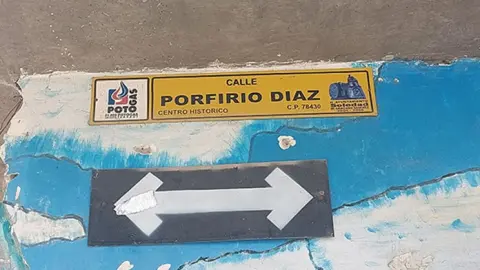 CALLE
PORFIRIO DIAZ
CENTRO HISTORICO
C.P. 78430
POTOGAS
Soledad